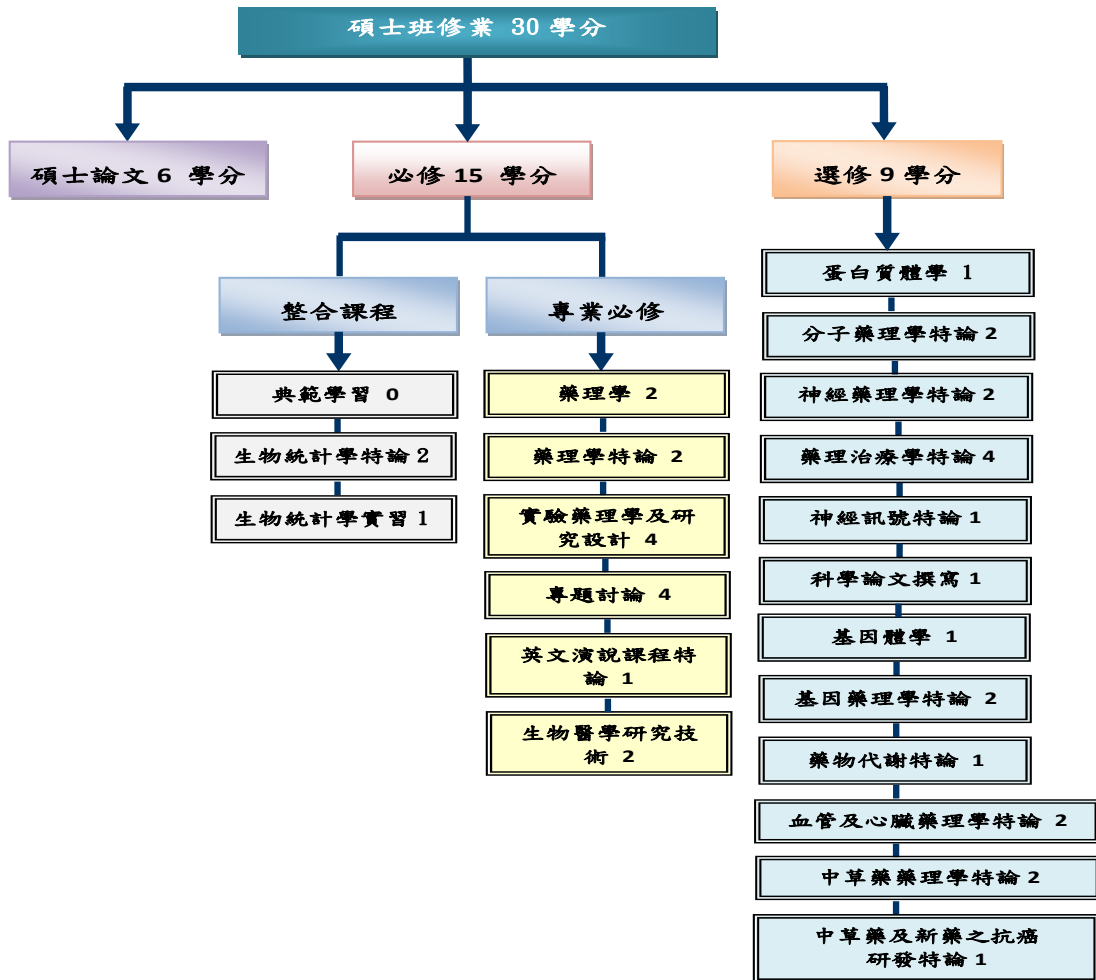 碩士班修業 30 學分
碩士論文 6 學分
必修 15 學分
選修 9 學分
整合課程
典範學習 0
生物統計學特論 2
生物統計學實習 1
專業必修
藥理學 2
藥理學特論 2
實驗藥理學及研
究設計 4
專題討論 4
英文演說課程特
論 1
生物醫學研究技
術 2
蛋白質體學 1
分子藥理學特論 2
神經藥理學特論 2
藥理治療學特論 4
神經訊號特論 1
科學論文撰寫 1
基因體學 1
基因藥理學特論 2
藥物代謝特論 1
血管及心臟藥理學特論 2
中草藥藥理學特論 2
中草藥及新藥之抗癌
研發特論 1